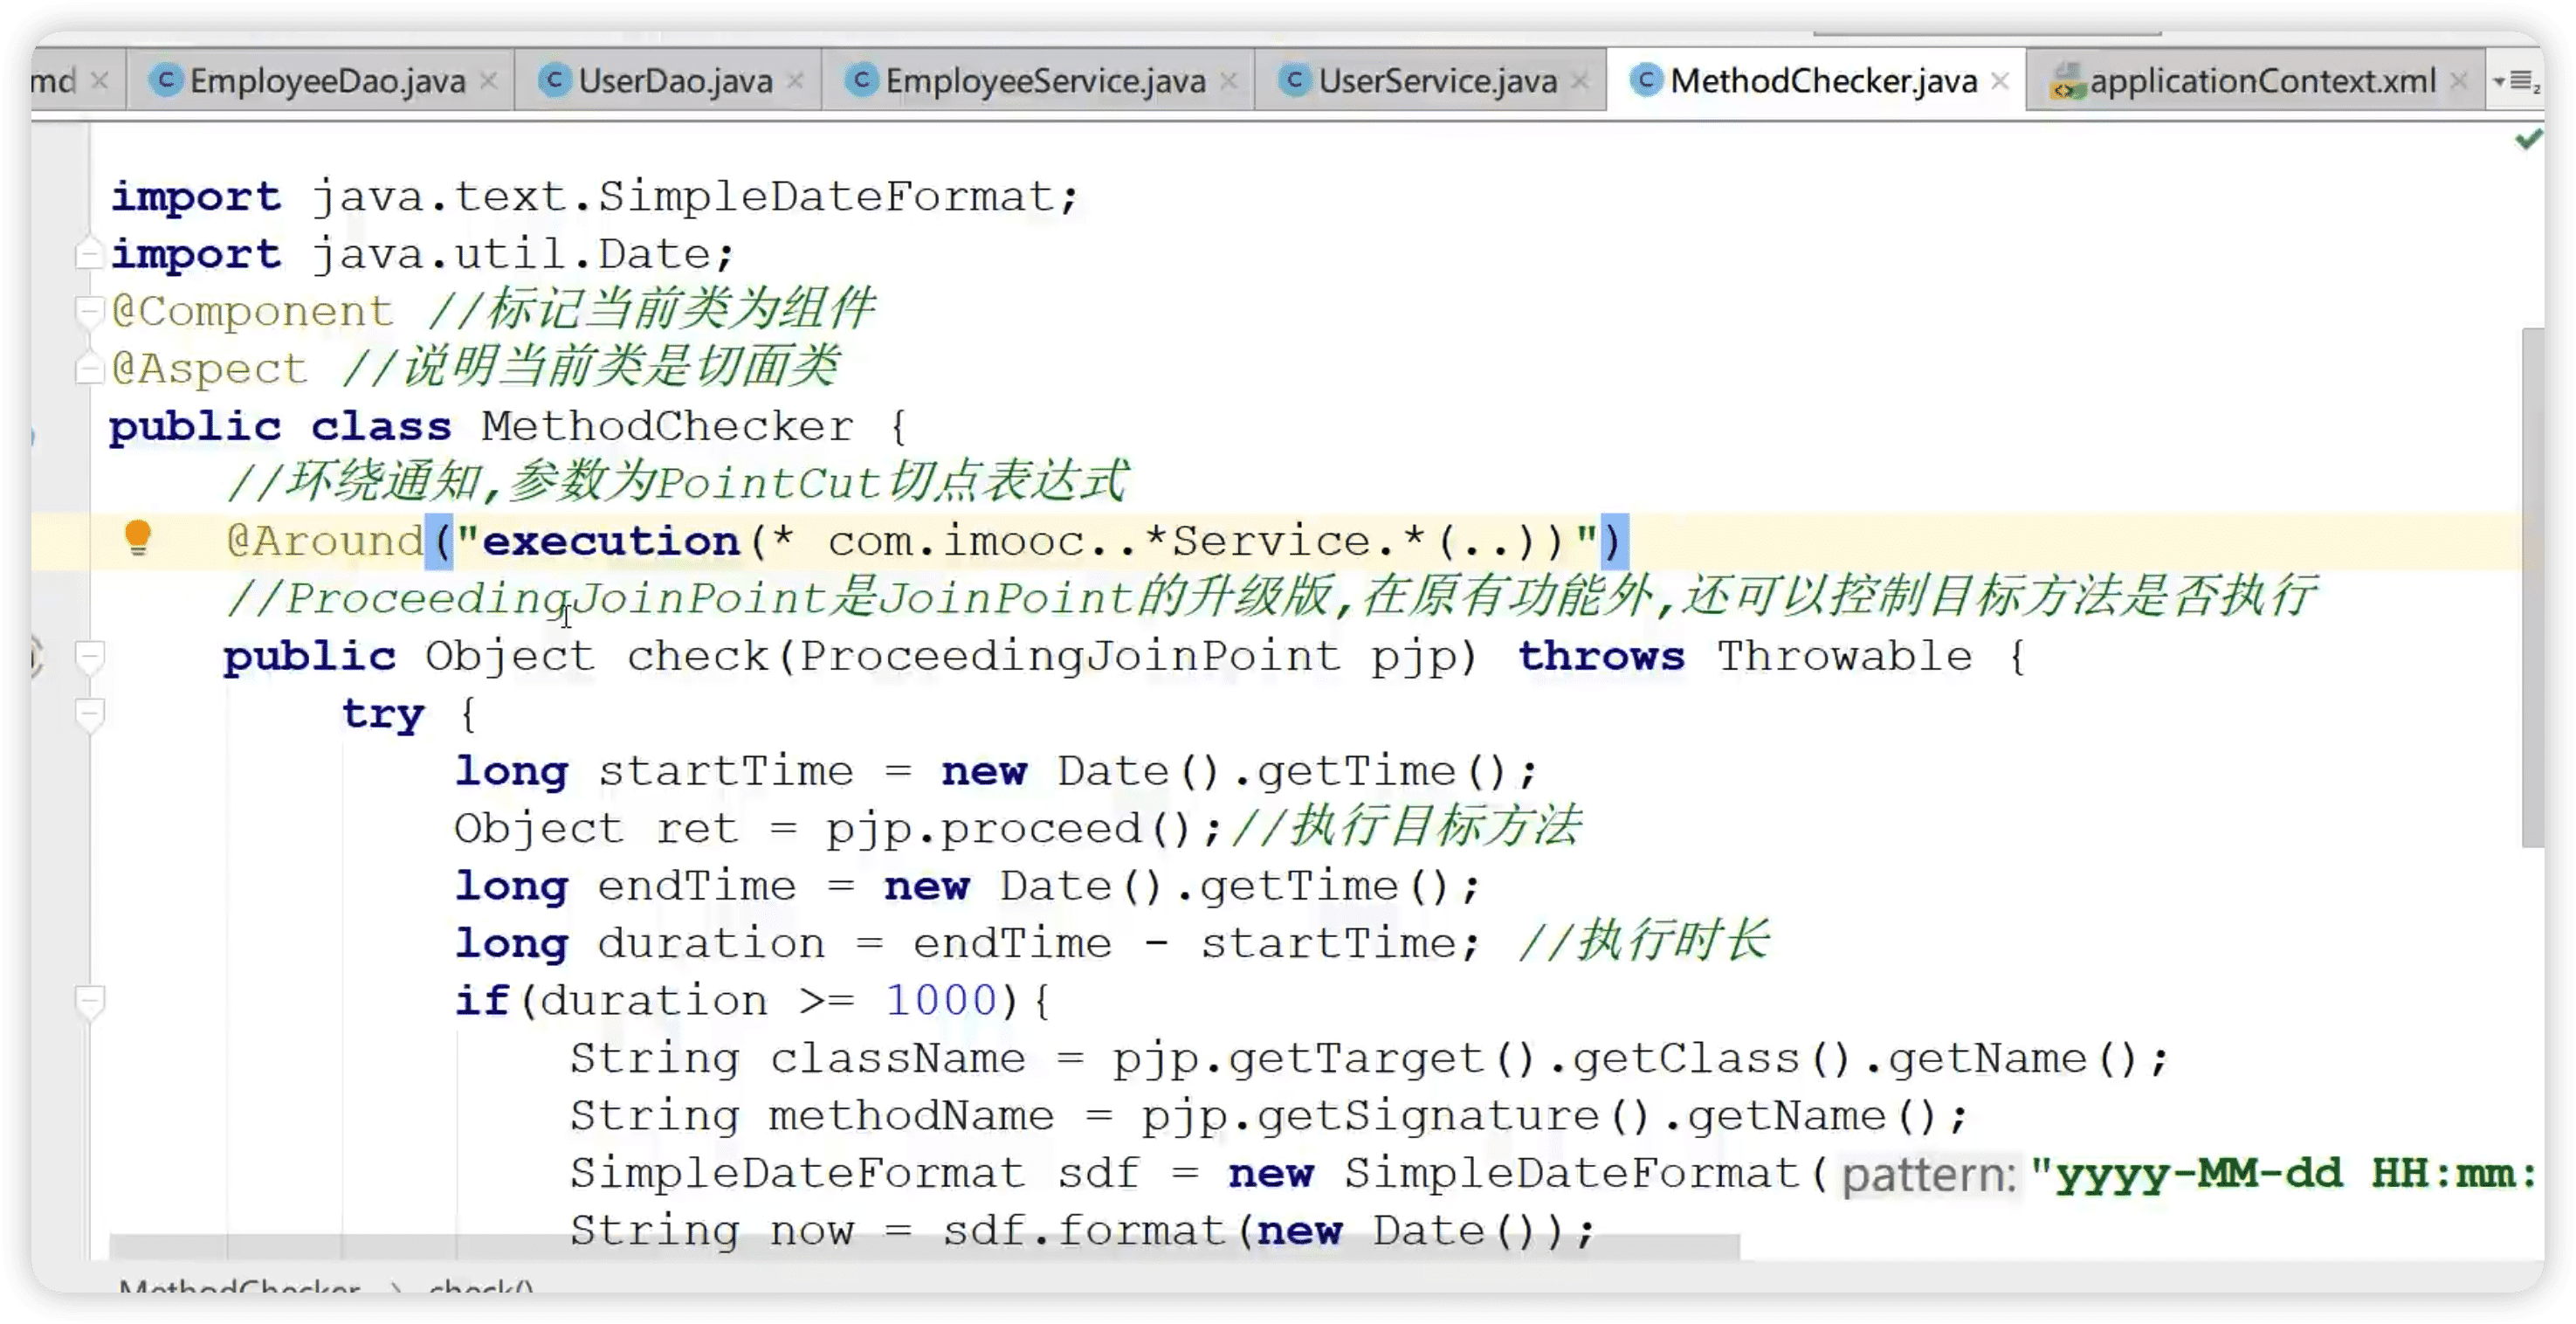 md EmployeeDao.java UserDao.java EmployeeService.java UserService.java MethodChecker.java applicationContext.xml
import java.text.SimpleDateFormat;
import java.util.Date;
@Component //标记当前类为组件
@Aspect //说明当前类是切面类
public class MethodChecker {
//环绕通知,参数为PointCut切点表达式
@Around("execution(* com.imooc..*Service.*(..))")
//ProceedingJoinPoint是JoinPoint的升级版,在原有功能外,还可以控制目标方法是否执行
public Object check(ProceedingJoinPoint pjp) throws Throwable {
try {
long startTime = new Date().getTime();
Object ret = pjp.proceed();//执行目标方法
long endTime = new Date().getTime();
long duration = endTime - startTime; //执行时长
if(duration >= 1000){
String className = pjp.getTarget().getClass().getName();
String methodName = pjp.getSignature().getName();
SimpleDateFormat sdf = new SimpleDateFormat( pattern: "yyyy-MM-dd HH:mm:
String now = sdf.format(new Date());
MethodChecker > check()